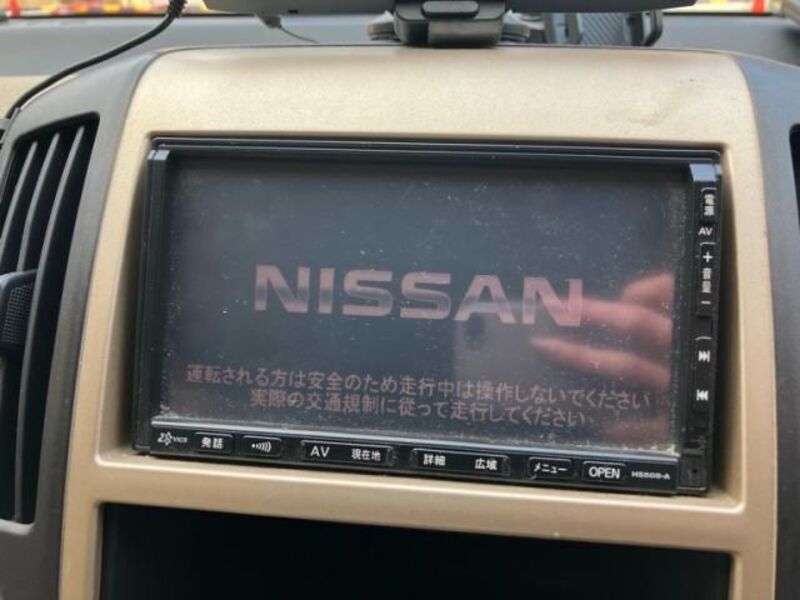 NISSAN
運転される方は安全のため走行中は操作しないでください
実際の交通規制に従って走行してください
電源
AV
+
音量
−
VICS 発話 AV 現在地 詳細 広域 メニュー OPEN HS505-A